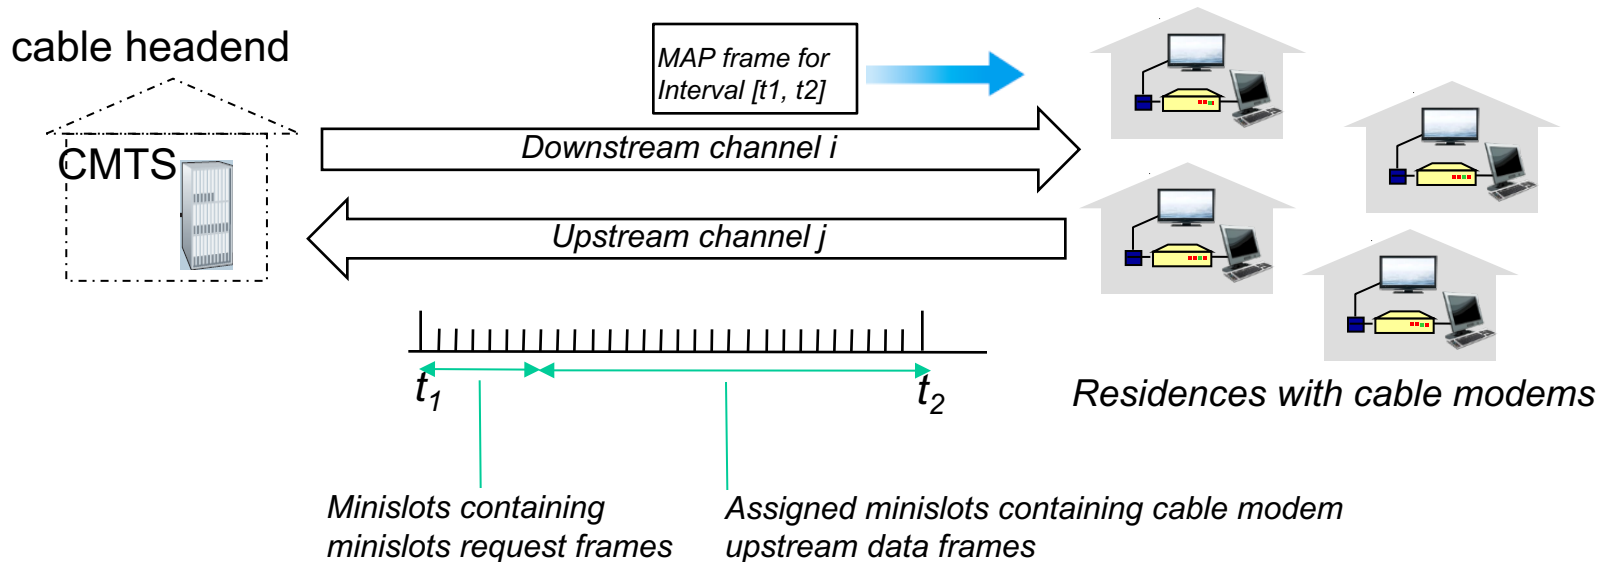 cable headend
MAP frame for
Interval [t1, t2]
CMTS
Downstream channel i
Upstream channel j
t1
t2
Residences with cable modems
Minislots containing
minislots request frames
Assigned minislots containing cable modem
upstream data frames